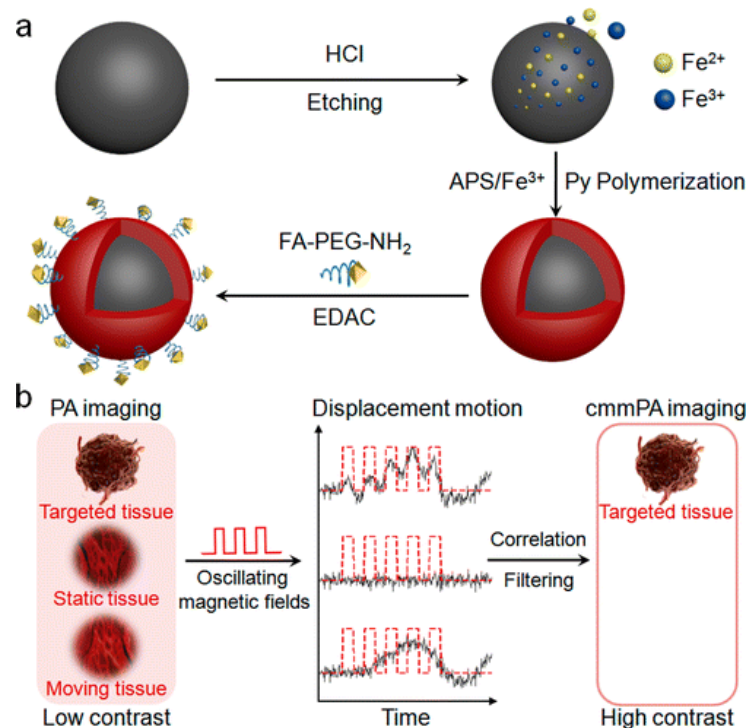 a
HCl
Etching
Fe²⁺
Fe³⁺
APS/Fe³⁺ Py Polymerization
FA-PEG-NH₂
EDAC
b
PA imaging
Displacement motion
cmmPA imaging
Targeted tissue
Static tissue
Moving tissue
Low contrast
Oscillating
magnetic fields
Time
Correlation
Filtering
Targeted tissue
High contrast